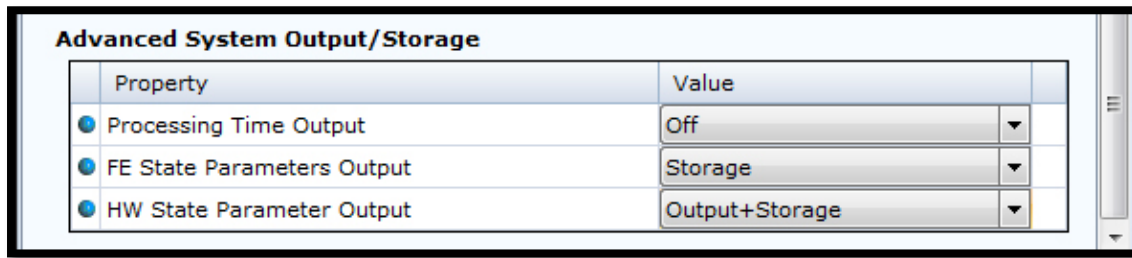 Advanced System Output/Storage
Property Value
Processing Time Output Off
FE State Parameters Output Storage
HW State Parameter Output Output+Storage